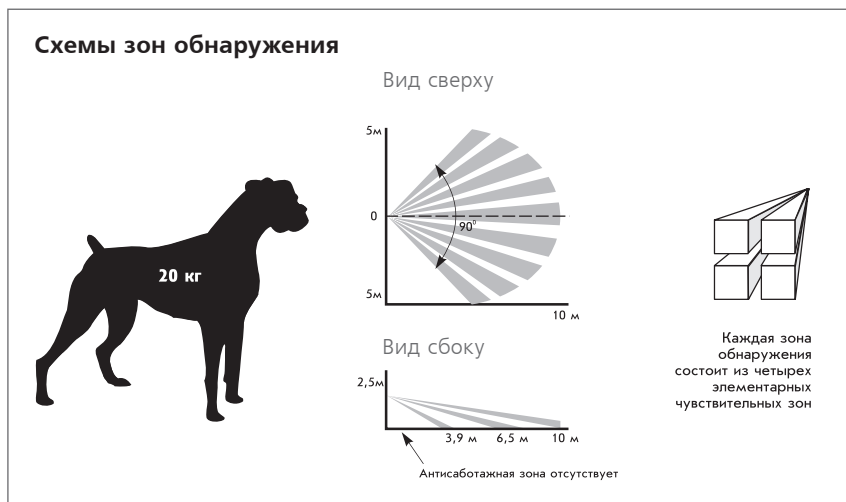 Схемы зон обнаружения
Вид сверху
5м
0
90°
5м
10 м
20 кг
Вид сбоку
2,5м
3,9 м
6,5 м
10 м
Антисаботажная зона отсутствует
Каждая зона
обнаружения
состоит из четырех
элементарных
чувствительных зон